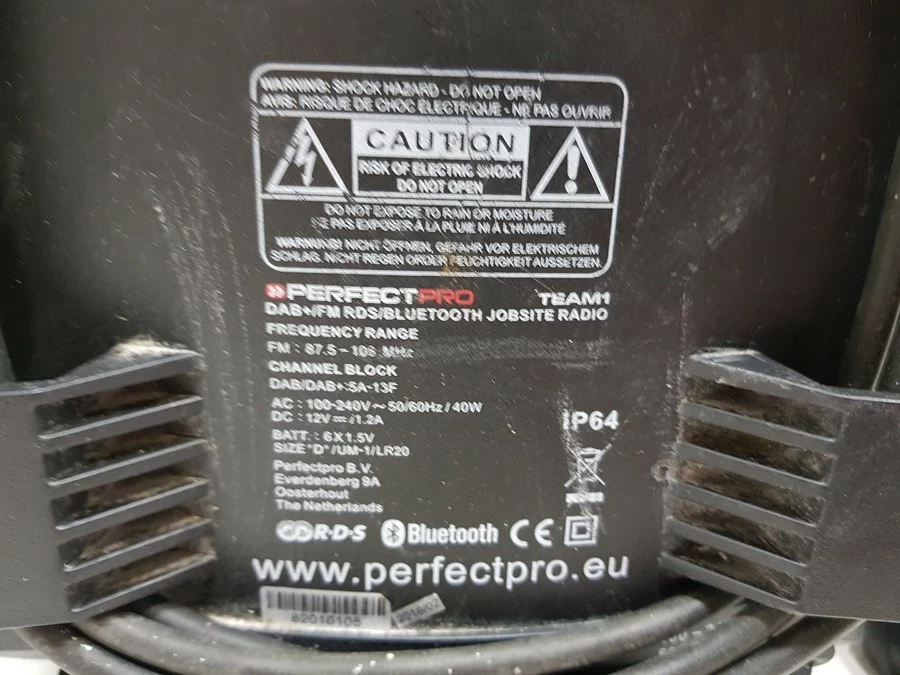 WARNING: SHOCK HAZARD - DO NOT OPEN
AVIS: RISQUE DE CHOC ÉLECTRIQUE - NE PAS OUVRIR
CAUTION
RISK OF ELECTRIC SHOCK
DO NOT OPEN
DO NOT EXPOSE TO RAIN OR MOISTURE
NE PAS EXPOSER À LA PLUIE NI À L'HUMIDITÉ
WARNUNG! NICHT ÖFFNEN, GEFAHR VOR ELEKTRISCHEM
SCHLAG. NICHT REGEN ODER FEUCHTIGKEIT AUSSETZEN.
PERFECTPRO TEAM1
DAB+/FM RDS/BLUETOOTH JOBSITE RADIO
FREQUENCY RANGE
FM : 87.5 – 108 MHz
CHANNEL BLOCK
DAB/DAB+:5A-13F
AC : 100-240V ~ 50/60Hz / 40W
DC : 12V ⎓ /1.2A
IP64
BATT. : 6 X 1.5V
SIZE "D" /UM-1/LR20
Perfectpro B.V.
Everdenberg 9A
Oosterhout
The Netherlands
R·D·S Bluetooth CE
www.perfectpro.eu
62010105
2016/02